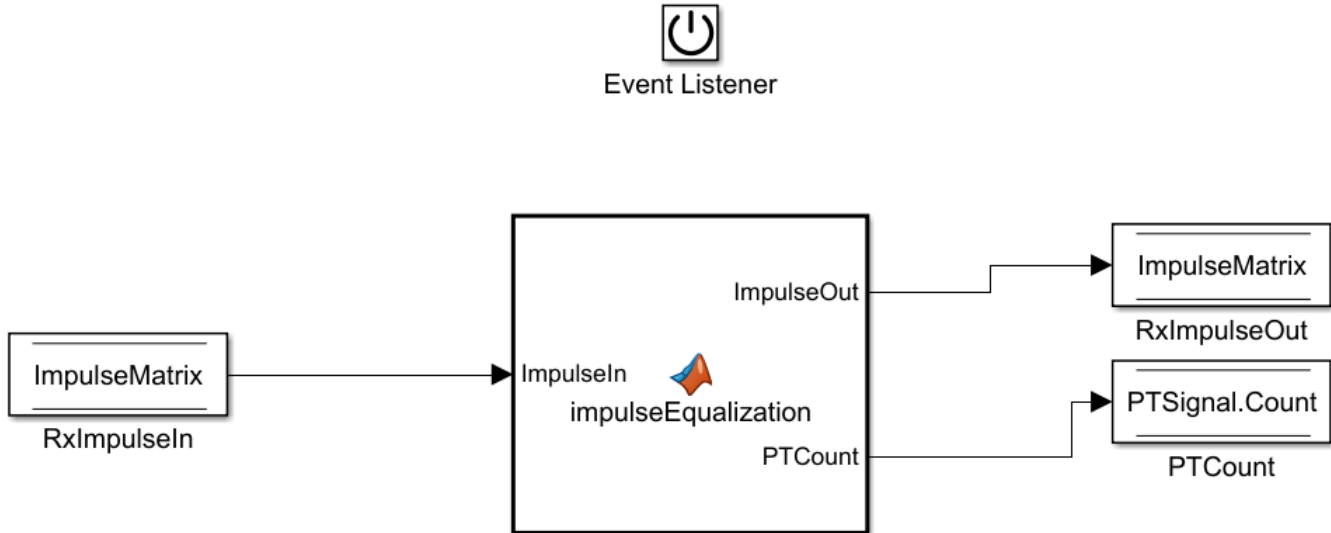 Event Listener
ImpulseMatrix
RxImpulseIn
ImpulseIn
impulseEqualization
ImpulseOut
PTCount
ImpulseMatrix
RxImpulseOut
PTSignal.Count
PTCount